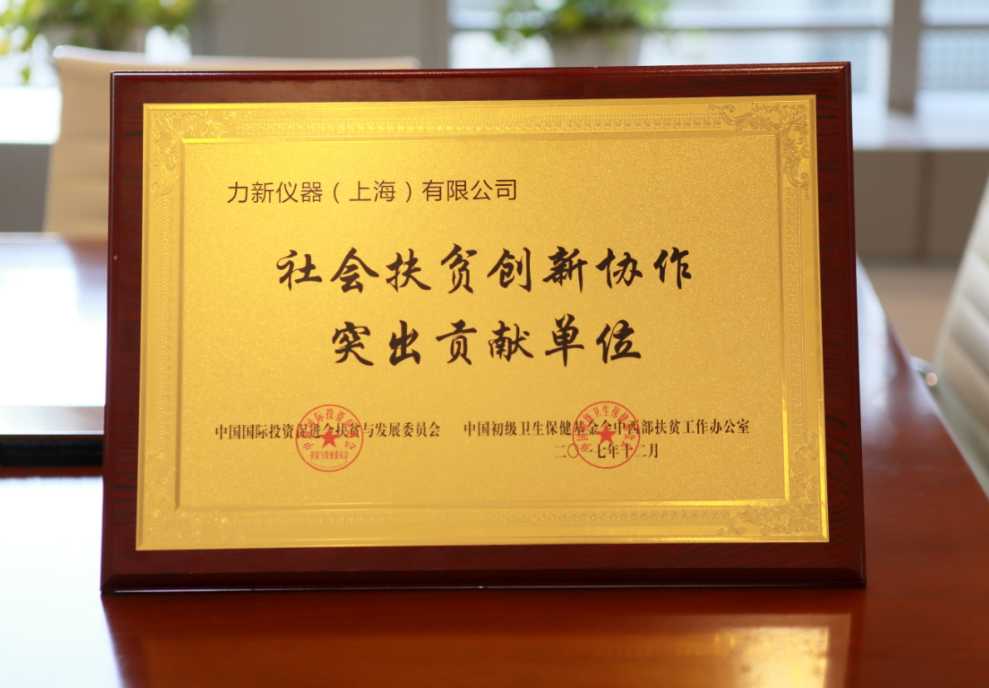 力新仪器（上海）有限公司
社会扶贫创新协作
突出贡献单位
中国国际投资促进会扶贫与发展委员会 中国初级卫生保健基金会中西部扶贫工作办公室
二〇一七年十二月